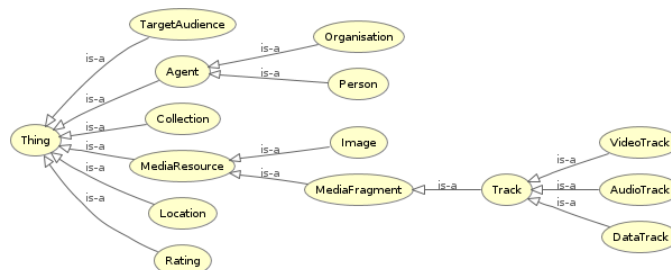 TargetAudience
is-a
Organisation
is-a
Agent
is-a
is-a
Person
Collection
is-a
Thing
is-a
MediaResource
is-a
Image
is-a
MediaFragment
is-a
Track
is-a
VideoTrack
is-a
AudioTrack
is-a
DataTrack
is-a
Location
is-a
Rating